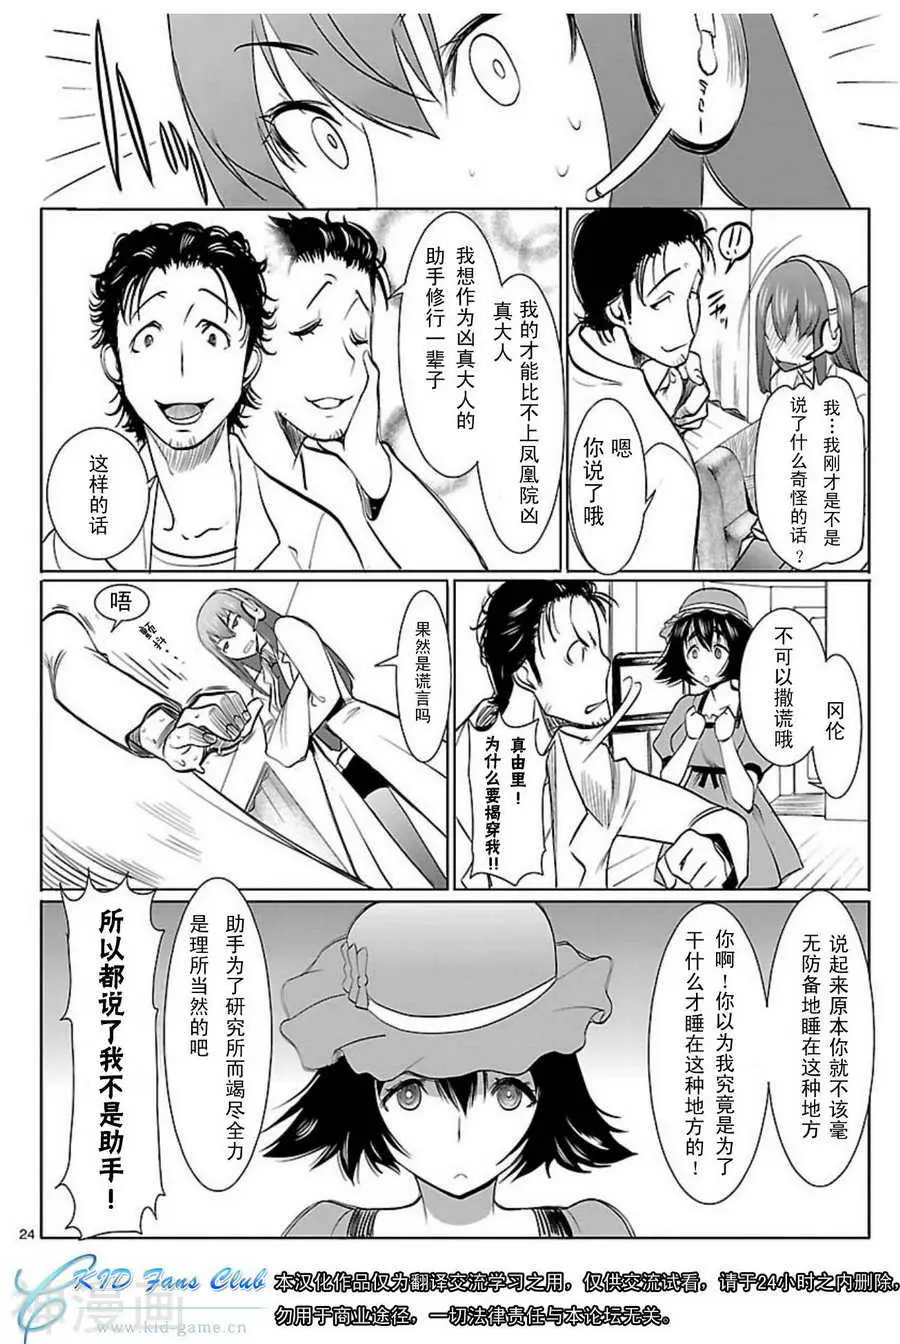 !!
我…我刚才是不是
说了什么奇怪的话？
嗯
你说了哦
我的才能比不上凤凰院凶
真大人
我想作为凶真大人的
助手修行一辈子
这样的话
冈伦
不可以撒谎哦
真由里！
为什么要揭穿我!!
果然是谎言吗
唔
颤
抖…
说起来原本你就不该毫
无防备地睡在这种地方
你啊！你以为我究竟是为了
干什么才睡在这种地方的！
助手为了研究所而竭尽全力
是理所当然的吧
所以都说了我不是助手！
24
KID Fans Club
www.kid-game.cn
本汉化作品仅为翻译交流学习之用，仅供交流试看，请于24小时之内删除，
勿用于商业途径，一切法律责任与本论坛无关。